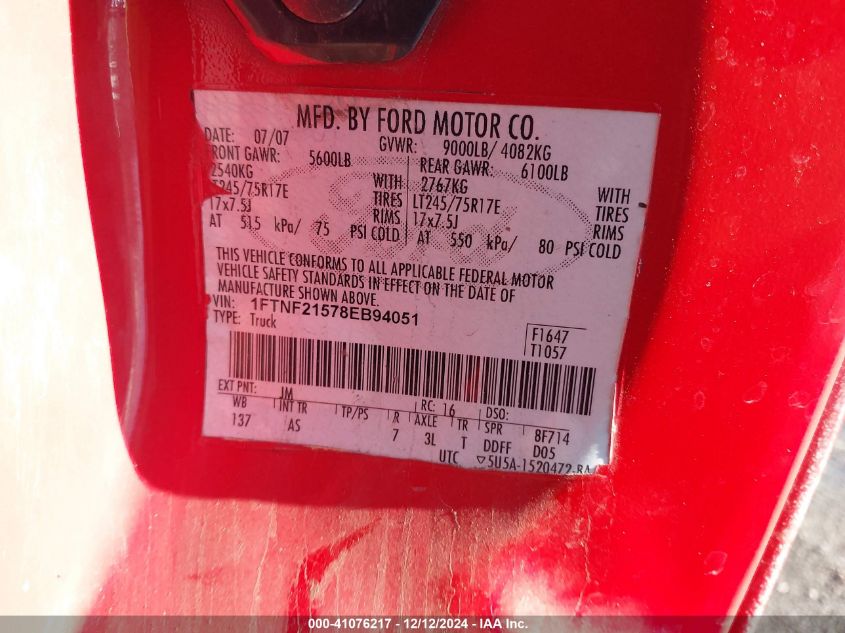 MFD. BY FORD MOTOR CO.
DATE: 07/07 GVWR: 9000LB/ 4082KG
FRONT GAWR: 5600LB REAR GAWR: 6100LB
2540KG WITH 2767KG WITH
LT245/75R17E TIRES LT245/75R17E TIRES
17x7.5J RIMS 17x7.5J RIMS
AT 515 kPa/ 75 PSI COLD AT 550 kPa/ 80 PSI COLD
THIS VEHICLE CONFORMS TO ALL APPLICABLE FEDERAL MOTOR
VEHICLE SAFETY STANDARDS IN EFFECT ON THE DATE OF
MANUFACTURE SHOWN ABOVE.
VIN: 1FTNF21578EB94051
TYPE: Truck
F1647
T1057
EXT PNT: JM RC: 16 DSO:
WB INT TR TP/PS R AXLE TR SPR 8F714
137 AS 7 3L T DDFF D05
UTC ▽5U5A-1520472-BA
000-41076217 - 12/12/2024 - IAA Inc.